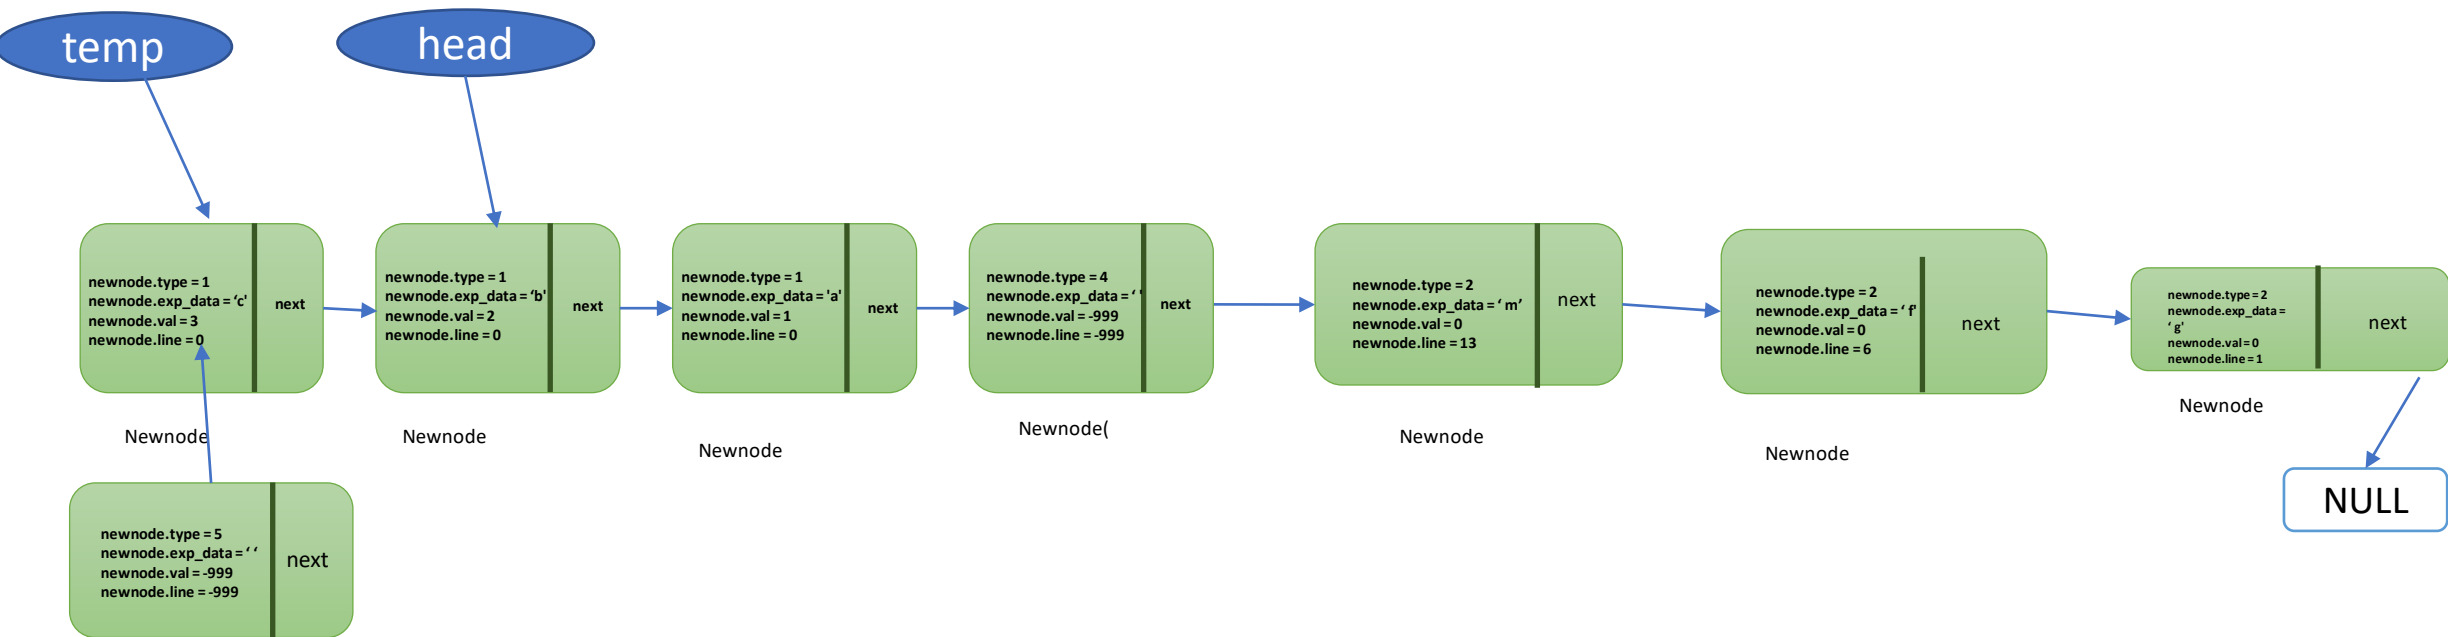 temp
head
newnode.type = 1
newnode.exp_data = ‘c'
newnode.val = 3
newnode.line = 0
next
newnode.type = 1
newnode.exp_data = ‘b'
newnode.val = 2
newnode.line = 0
next
newnode.type = 1
newnode.exp_data = 'a'
newnode.val = 1
newnode.line = 0
next
newnode.type = 4
newnode.exp_data = ‘ '
newnode.val = -999
newnode.line = -999
next
newnode.type = 2
newnode.exp_data = ‘ m’
newnode.val = 0
newnode.line = 13
next
newnode.type = 2
newnode.exp_data = ‘ f'
newnode.val = 0
newnode.line = 6
next
newnode.type = 2
newnode.exp_data =
‘ g'
newnode.val = 0
newnode.line = 1
next
Newnode
Newnode
Newnode
Newnode(
Newnode
Newnode
Newnode
NULL
newnode.type = 5
newnode.exp_data = ‘ ‘
newnode.val = -999
newnode.line = -999
next